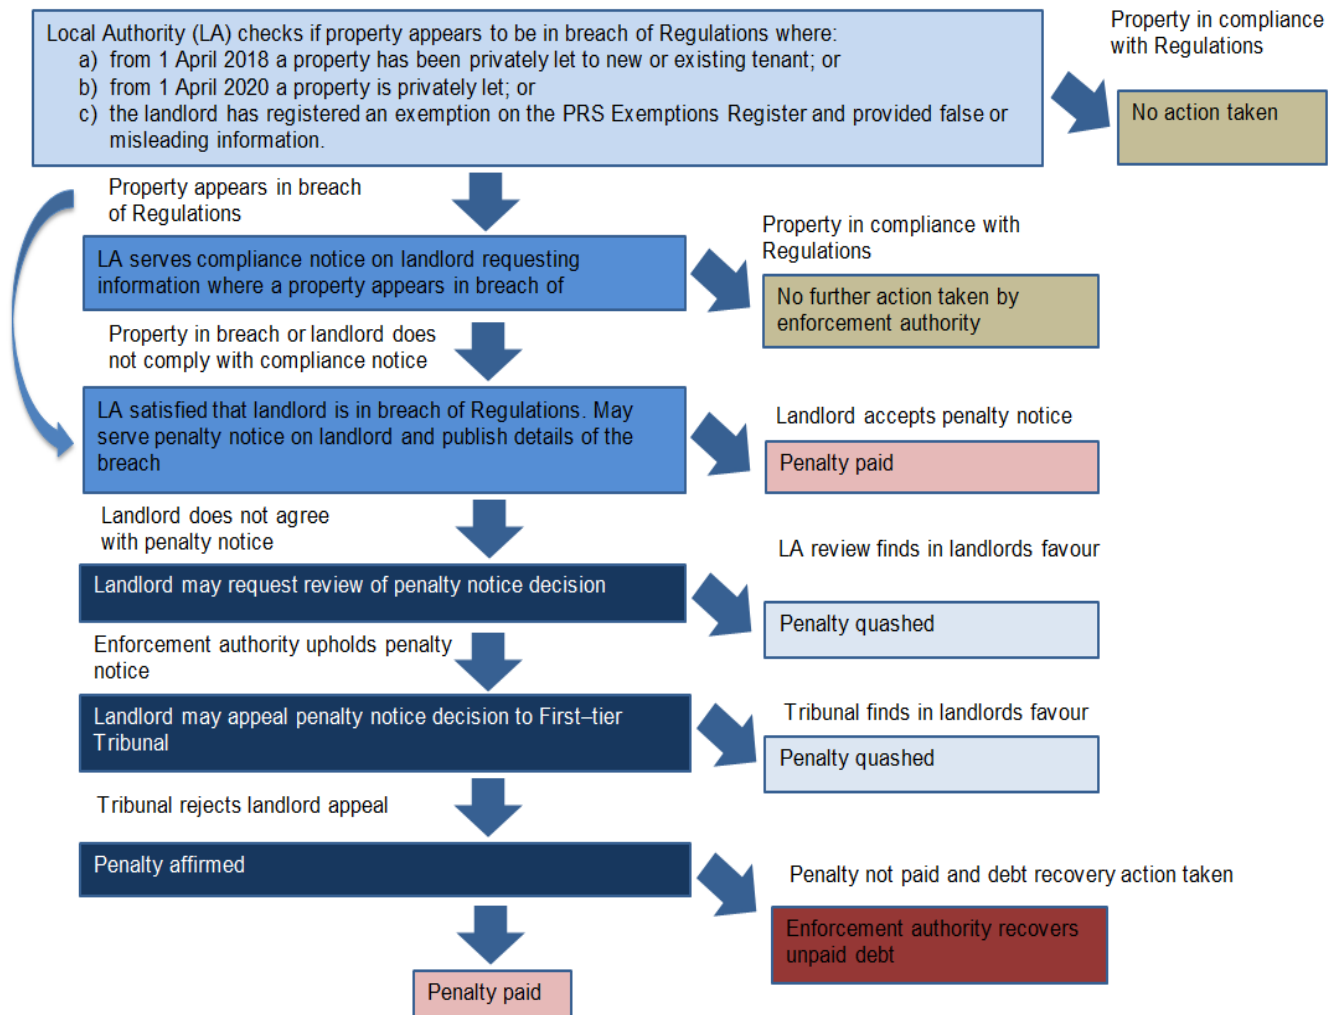 Local Authority (LA) checks if property appears to be in breach of Regulations where:
a) from 1 April 2018 a property has been privately let to new or existing tenant; or
b) from 1 April 2020 a property is privately let; or
c) the landlord has registered an exemption on the PRS Exemptions Register and provided false or
misleading information.
Property in compliance
with Regulations
No action taken
Property appears in breach
of Regulations
LA serves compliance notice on landlord requesting
information where a property appears in breach of
Property in compliance with
Regulations
No further action taken by
enforcement authority
Property in breach or landlord does
not comply with compliance notice
LA satisfied that landlord is in breach of Regulations. May
serve penalty notice on landlord and publish details of the
breach
Landlord accepts penalty notice
Penalty paid
Landlord does not agree
with penalty notice
Landlord may request review of penalty notice decision
LA review finds in landlords favour
Penalty quashed
Enforcement authority upholds penalty
notice
Landlord may appeal penalty notice decision to First–tier
Tribunal
Tribunal finds in landlords favour
Penalty quashed
Tribunal rejects landlord appeal
Penalty affirmed
Penalty not paid and debt recovery action taken
Enforcement authority recovers
unpaid debt
Penalty paid